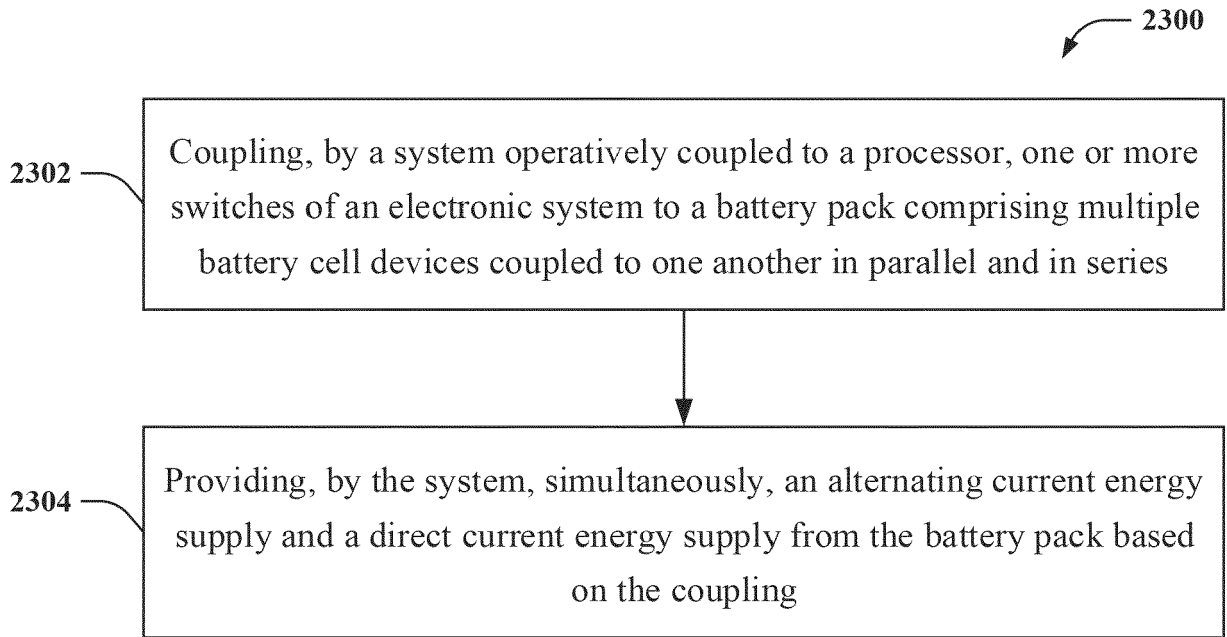 2300
2302
Coupling, by a system operatively coupled to a processor, one or more
switches of an electronic system to a battery pack comprising multiple
battery cell devices coupled to one another in parallel and in series
2304
Providing, by the system, simultaneously, an alternating current energy
supply and a direct current energy supply from the battery pack based
on the coupling